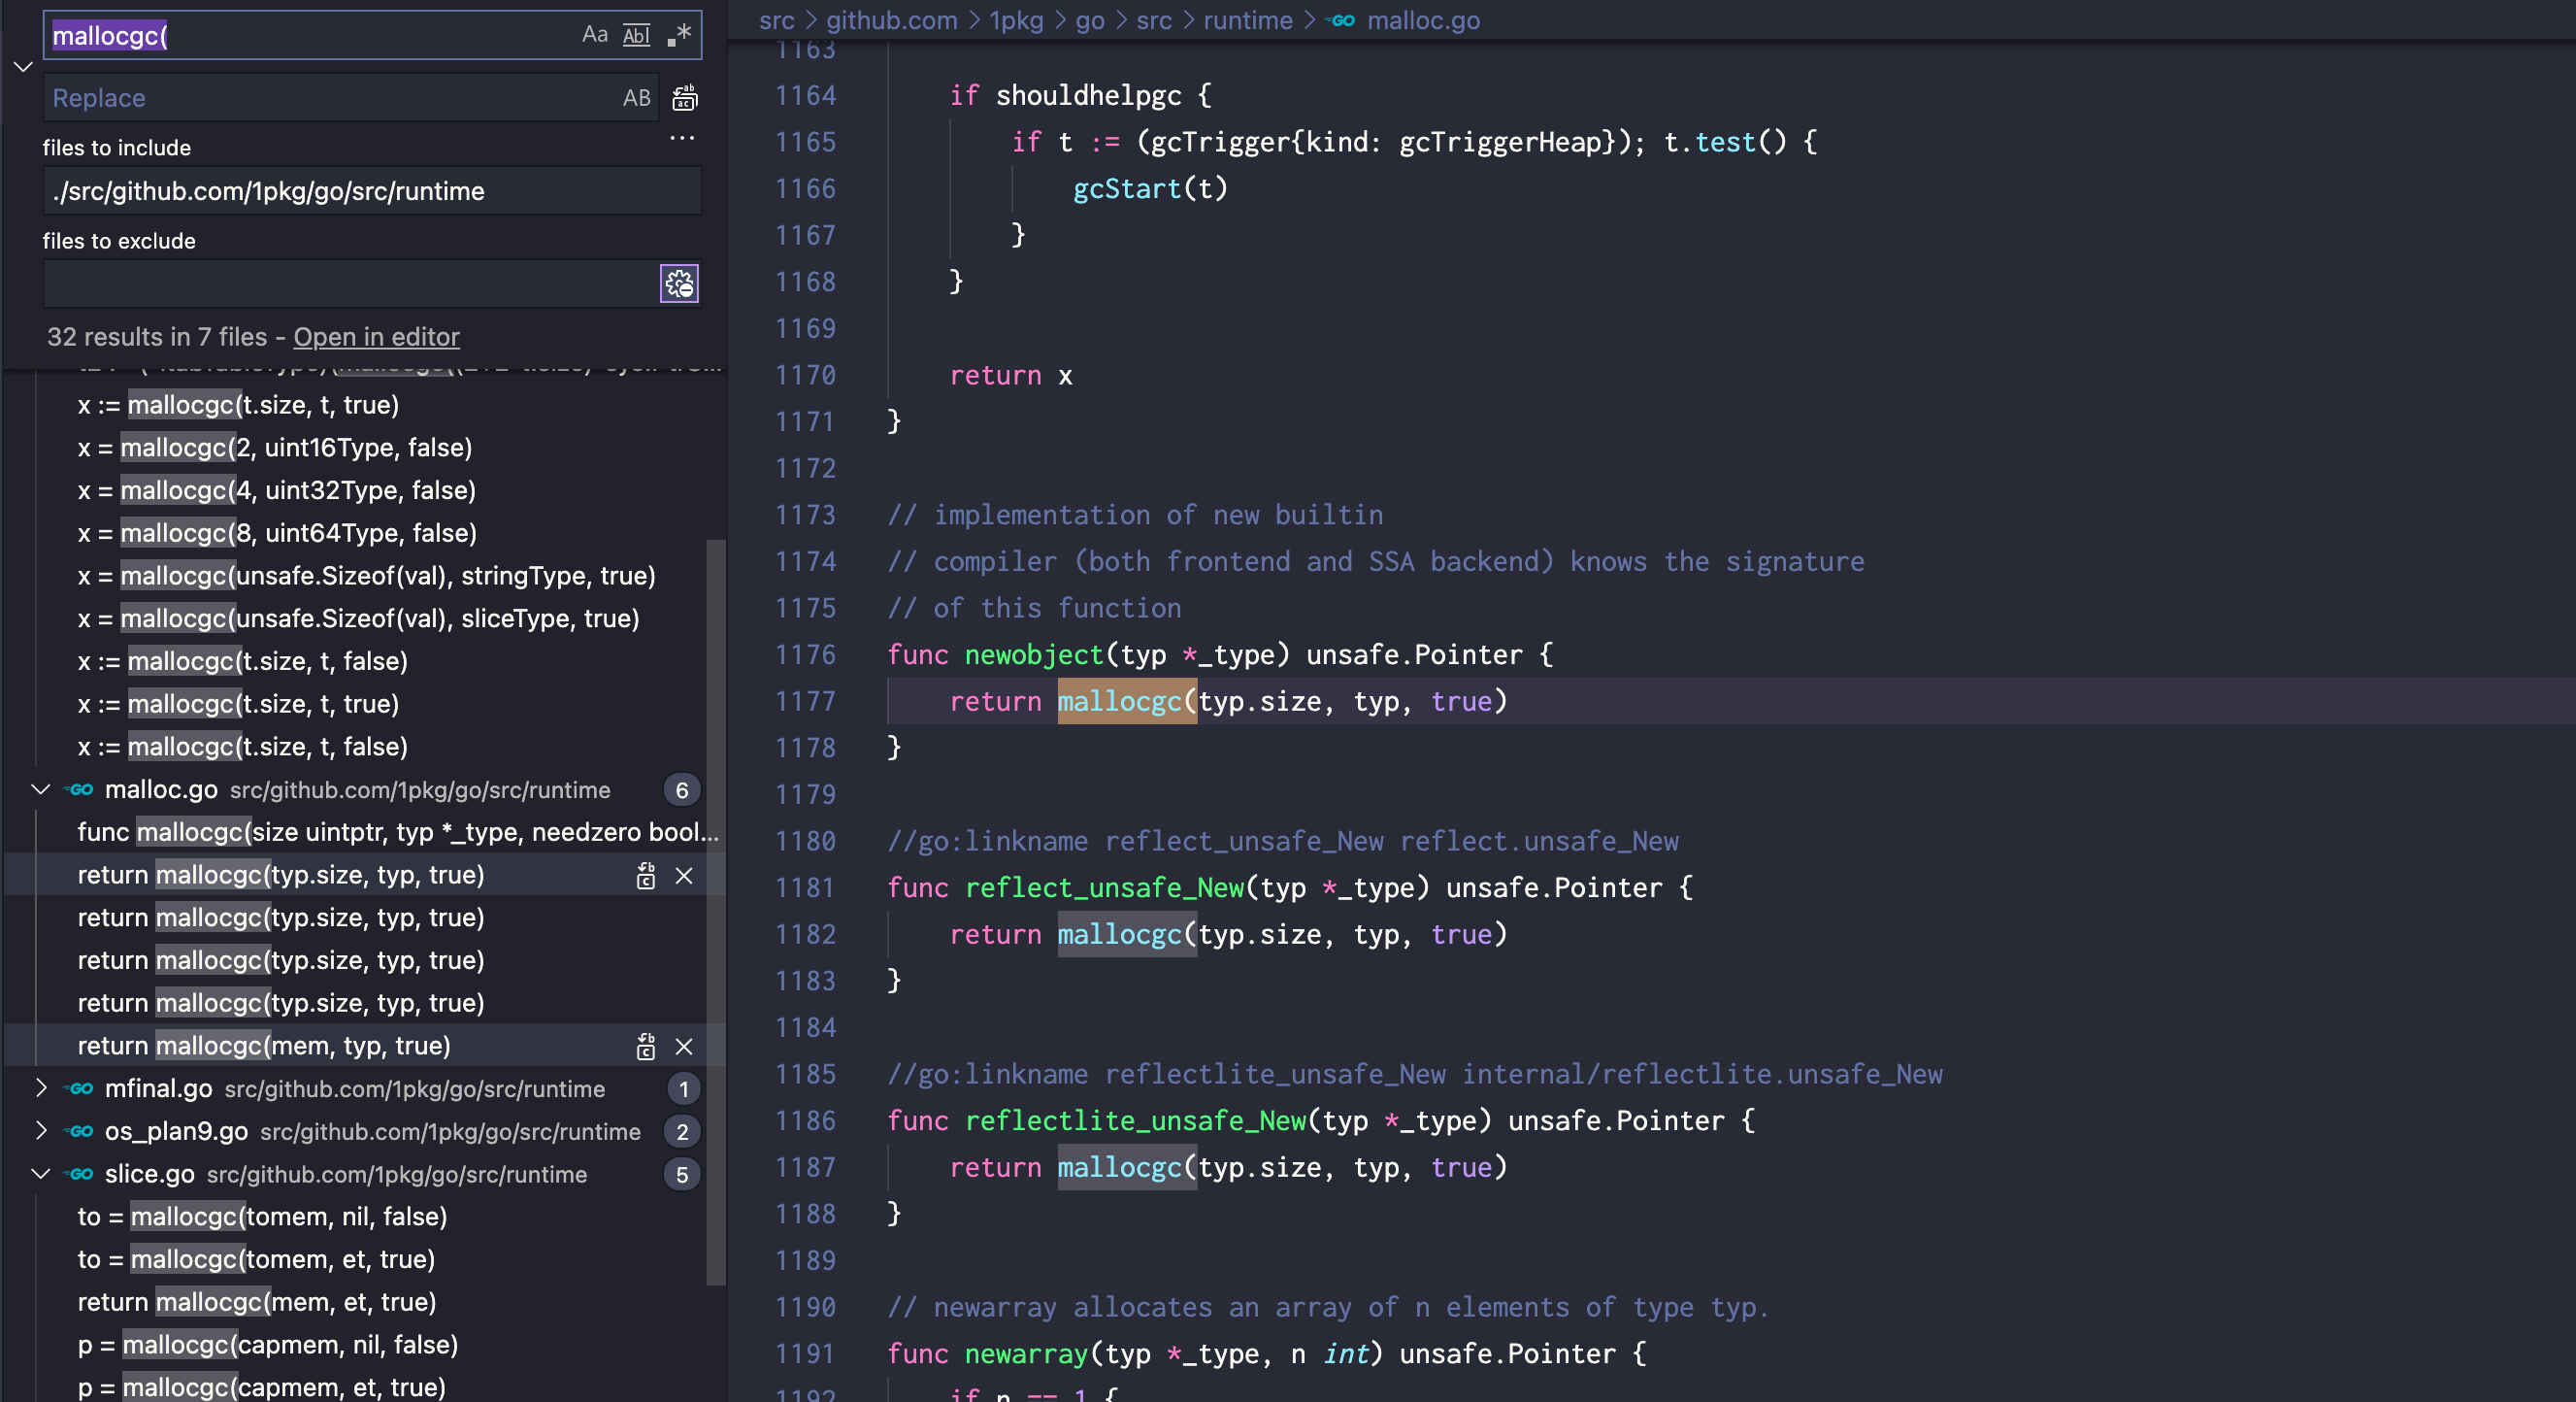 mallocgc(
Aa Abl .*
Replace
AB
files to include
...
./src/github.com/1pkg/go/src/runtime
files to exclude
32 results in 7 files - Open in editor
x := mallocgc(t.size, t, true)
x = mallocgc(2, uint16Type, false)
x = mallocgc(4, uint32Type, false)
x = mallocgc(8, uint64Type, false)
x = mallocgc(unsafe.Sizeof(val), stringType, true)
x = mallocgc(unsafe.Sizeof(val), sliceType, true)
x := mallocgc(t.size, t, false)
x := mallocgc(t.size, t, true)
x := mallocgc(t.size, t, false)
GO malloc.go src/github.com/1pkg/go/src/runtime 6
func mallocgc(size uintptr, typ *_type, needzero bool...
return mallocgc(typ.size, typ, true)
return mallocgc(typ.size, typ, true)
return mallocgc(typ.size, typ, true)
return mallocgc(typ.size, typ, true)
return mallocgc(mem, typ, true)
GO mfinal.go src/github.com/1pkg/go/src/runtime 1
GO os_plan9.go src/github.com/1pkg/go/src/runtime 2
GO slice.go src/github.com/1pkg/go/src/runtime 5
to = mallocgc(tomem, nil, false)
to = mallocgc(tomem, et, true)
return mallocgc(mem, et, true)
p = mallocgc(capmem, nil, false)
p = mallocgc(capmem, et, true)
src > github.com > 1pkg > go > src > runtime > GO malloc.go
1163
1164 if shouldhelpgc {
1165 if t := (gcTrigger{kind: gcTriggerHeap}); t.test() {
1166 gcStart(t)
1167 }
1168 }
1169
1170 return x
1171 }
1172
1173 // implementation of new builtin
1174 // compiler (both frontend and SSA backend) knows the signature
1175 // of this function
1176 func newobject(typ *_type) unsafe.Pointer {
1177 return mallocgc(typ.size, typ, true)
1178 }
1179
1180 //go:linkname reflect_unsafe_New reflect.unsafe_New
1181 func reflect_unsafe_New(typ *_type) unsafe.Pointer {
1182 return mallocgc(typ.size, typ, true)
1183 }
1184
1185 //go:linkname reflectlite_unsafe_New internal/reflectlite.unsafe_New
1186 func reflectlite_unsafe_New(typ *_type) unsafe.Pointer {
1187 return mallocgc(typ.size, typ, true)
1188 }
1189
1190 // newarray allocates an array of n elements of type typ.
1191 func newarray(typ *_type, n int) unsafe.Pointer {
1192 if n == 1 {